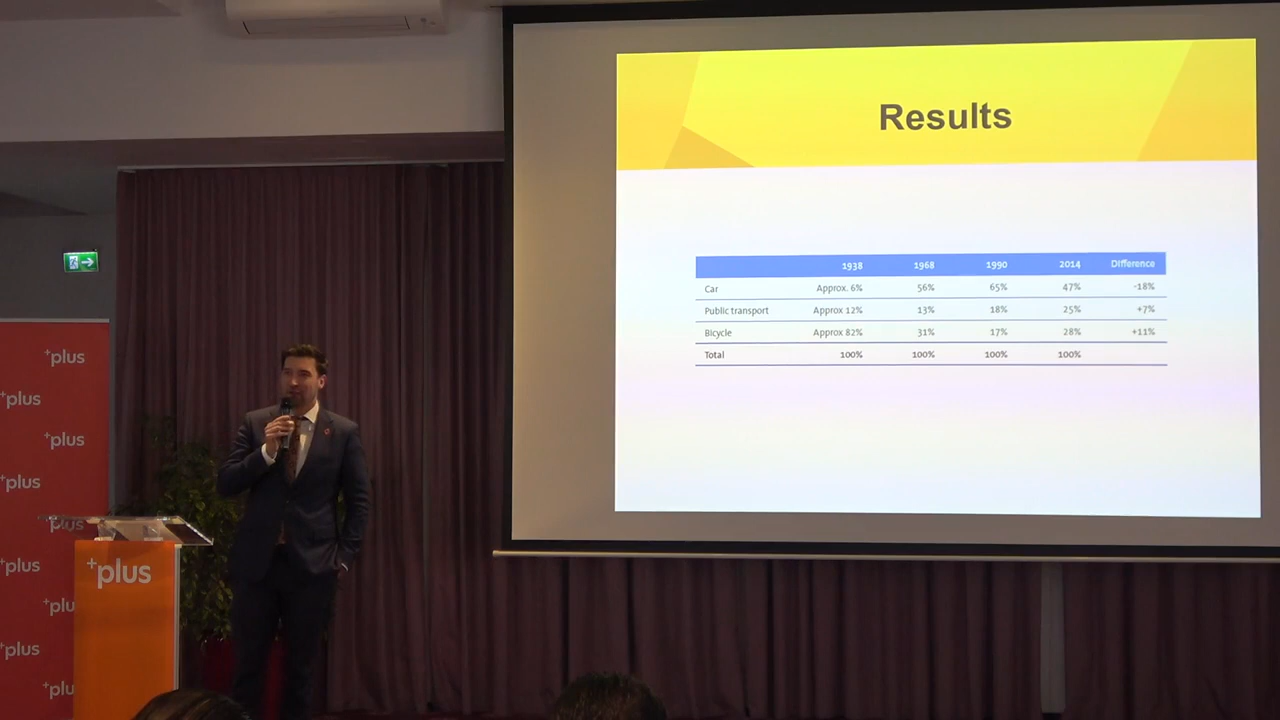 Results
1938 1968 1990 2014 Difference
Car Approx. 6% 56% 65% 47% -18%
Public transport Approx 12% 13% 18% 25% +7%
Bicycle Approx 82% 31% 17% 28% +11%
Total 100% 100% 100% 100%
+plus
+plus
+plus
+plus
+plus
+plus
+plu
+plus
+plu
+plus